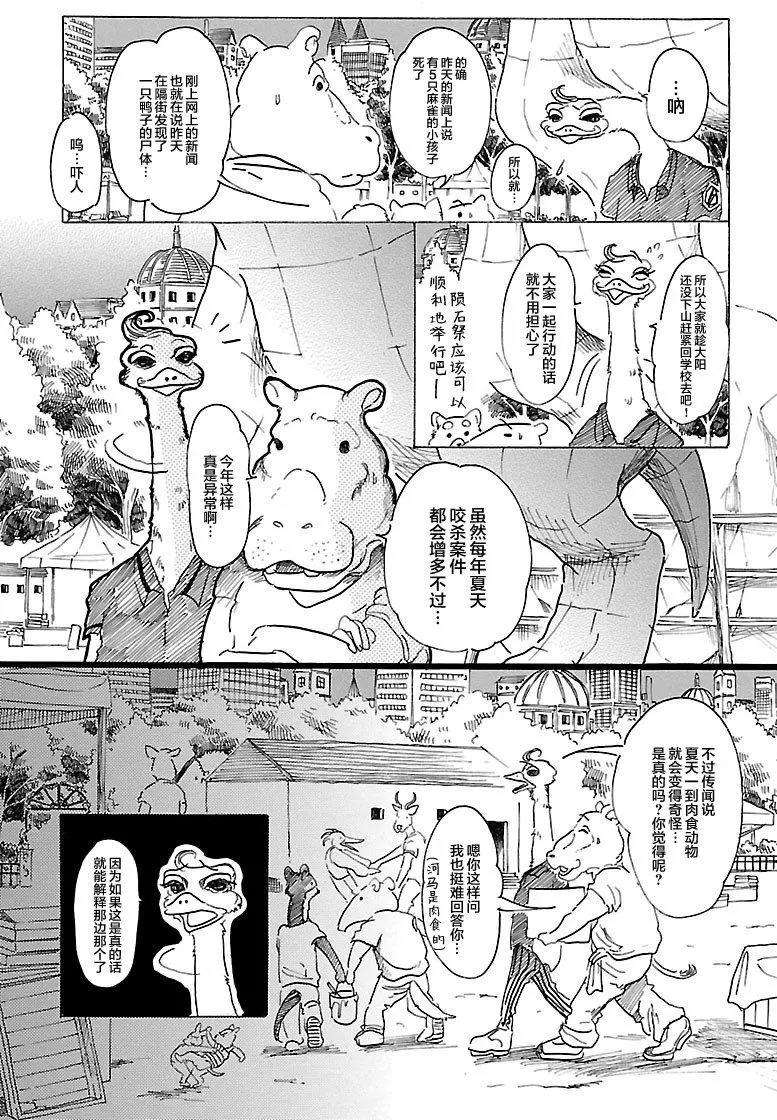 …呐
所以就…
的确
昨天的新闻上说
有5只麻雀的小孩子
死了
刚上网上的新闻
也就在说昨天
在隔街发现了
一只鸭子的尸体…
呜…吓人
所以大家就趁大阳
还没下山赶紧回学校去吧！
大家一起行动的话
就不用担心了
陨石祭应该可以
顺利地举行吧—
虽然每年夏天
咬杀案件
都会增多不过…
今年这样
真是异常啊…
不过传闻说
夏天一到肉食动物
就会变得奇怪…
是真的吗？你觉得呢？
嗯你这样问
我也挺难回答你…
（河马是肉食的）
因为如果这是真的话
就能解释那边那个了